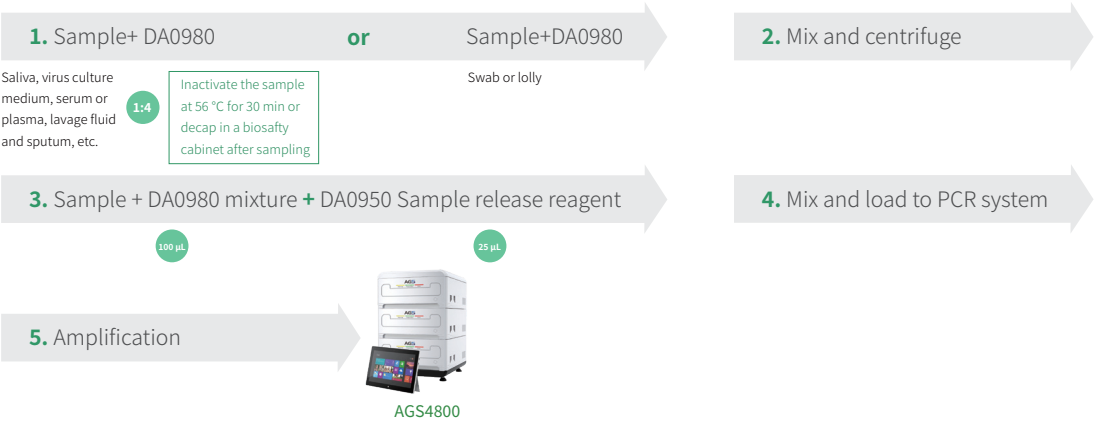 1. Sample+ DA0980 or Sample+DA0980
2. Mix and centrifuge
Saliva, virus culture
medium, serum or
plasma, lavage fluid
and sputum, etc.
1:4
Inactivate the sample
at 56 °C for 30 min or
decap in a biosafty
cabinet after sampling
Swab or lolly
3. Sample + DA0980 mixture + DA0950 Sample release reagent
100 µL
25 µL
4. Mix and load to PCR system
5. Amplification
AGS
AGS
AGS
AGS4800